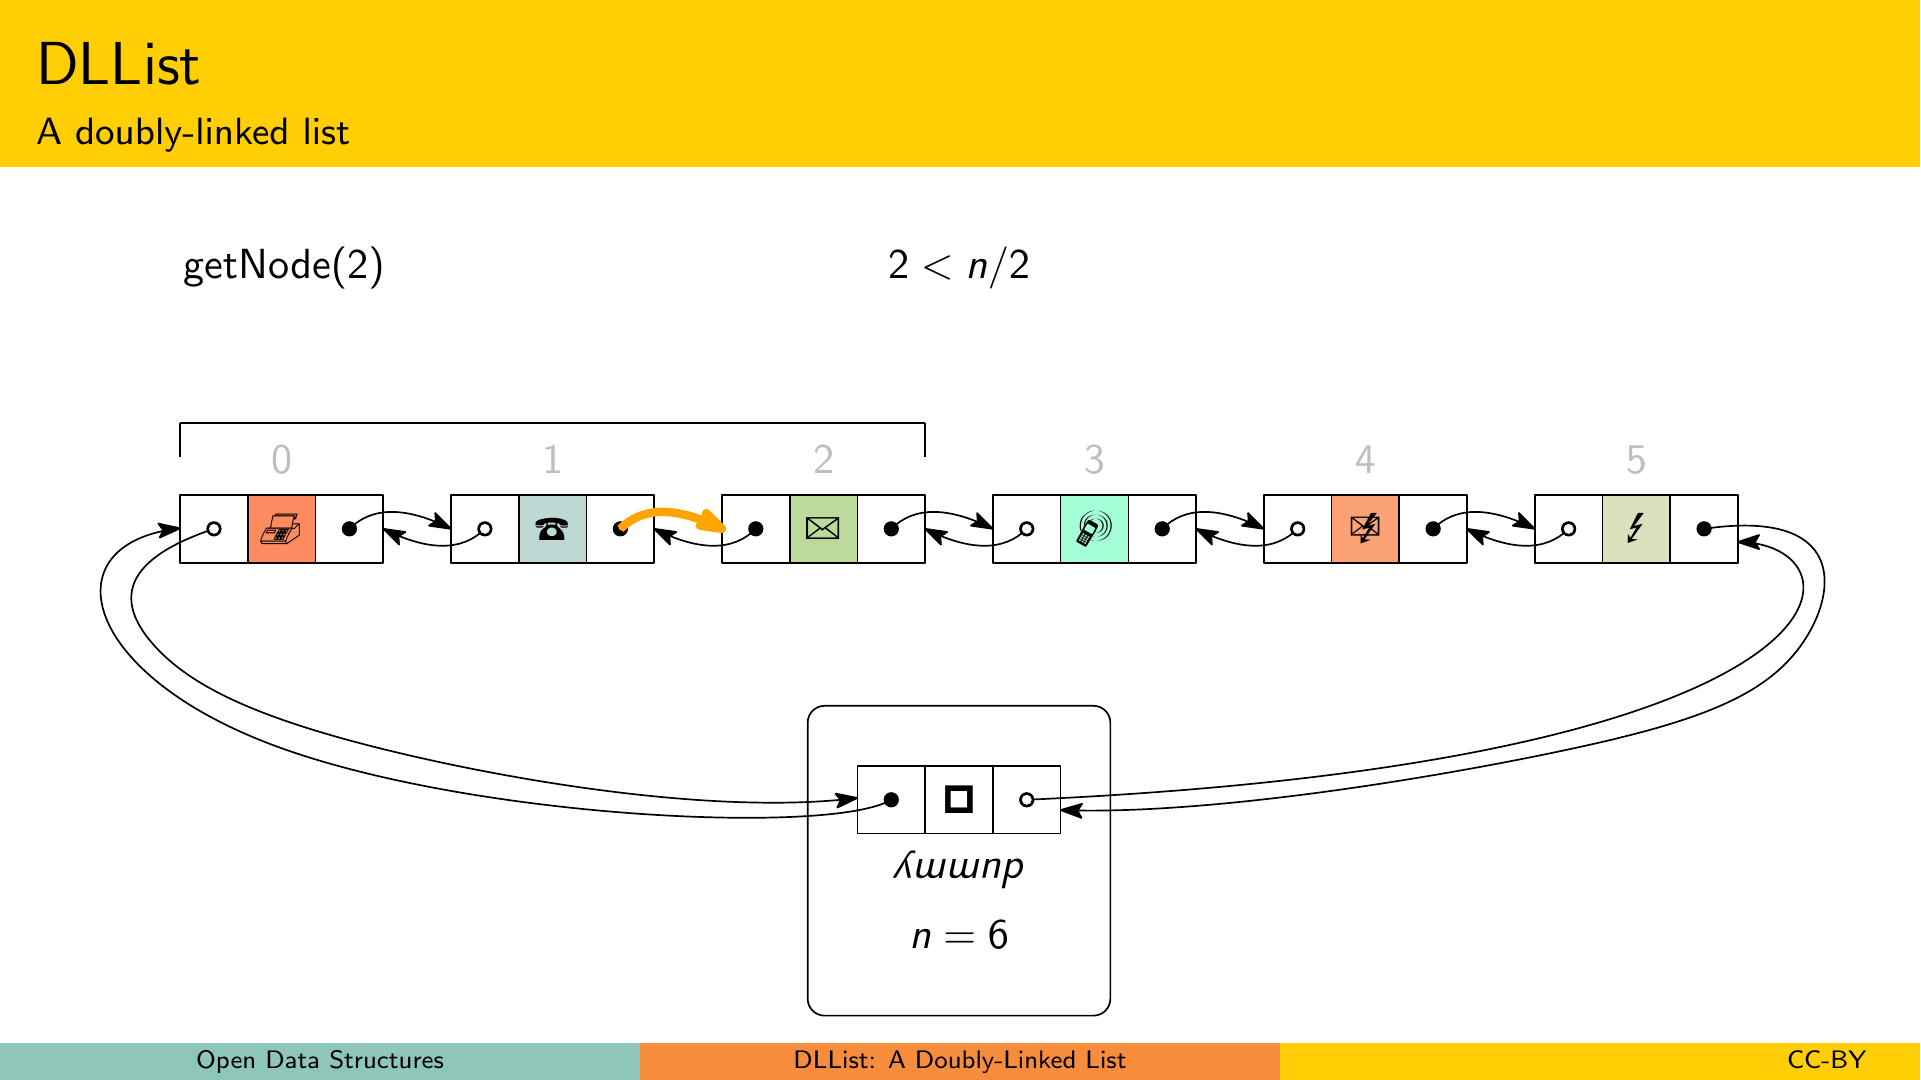 DLList
A doubly-linked list
getNode(2)
2 < n/2
0 1 2 3 4 5
dummy
n = 6
Open Data Structures
DLList: A Doubly-Linked List
CC-BY